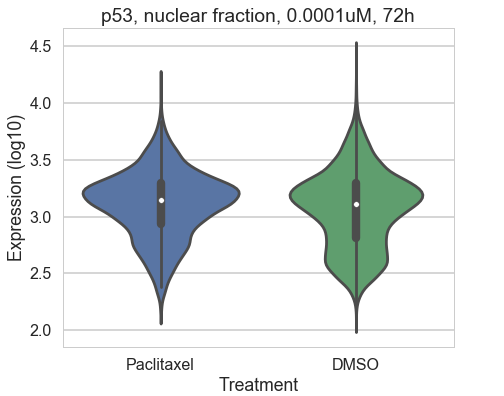 p53, nuclear fraction, 0.0001uM, 72h
Expression (log10)
4.5
4.0
3.5
3.0
2.5
2.0
Paclitaxel DMSO
Treatment